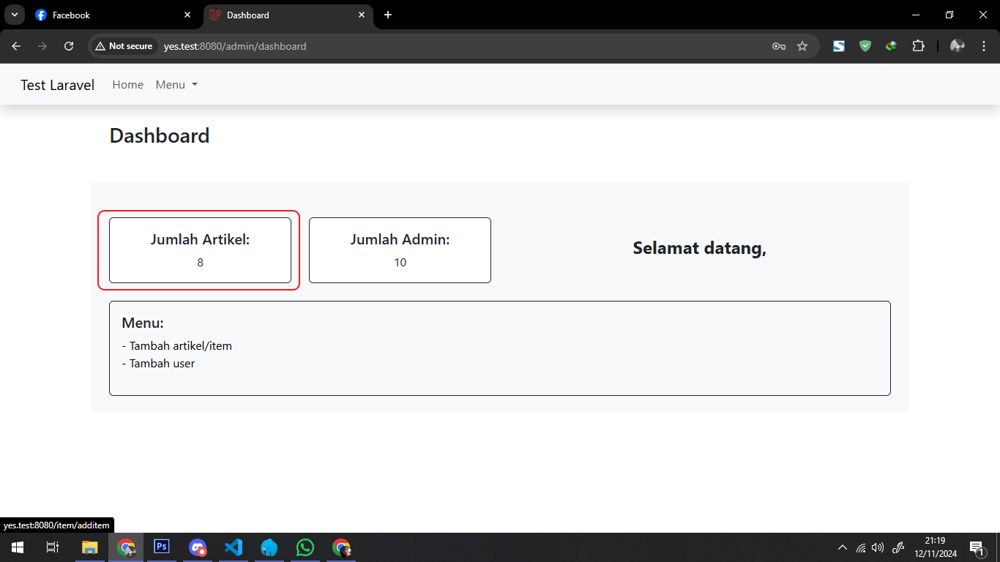 Facebook
Dashboard
Not secure
yes.test:8080/admin/dashboard
Test Laravel
Home
Menu
Dashboard
Jumlah Artikel:
8
Jumlah Admin:
10
Selamat datang,
Menu:
- Tambah artikel/item
- Tambah user
yes.test:8080/item/additem
Ps
21:19
12/11/2024
1